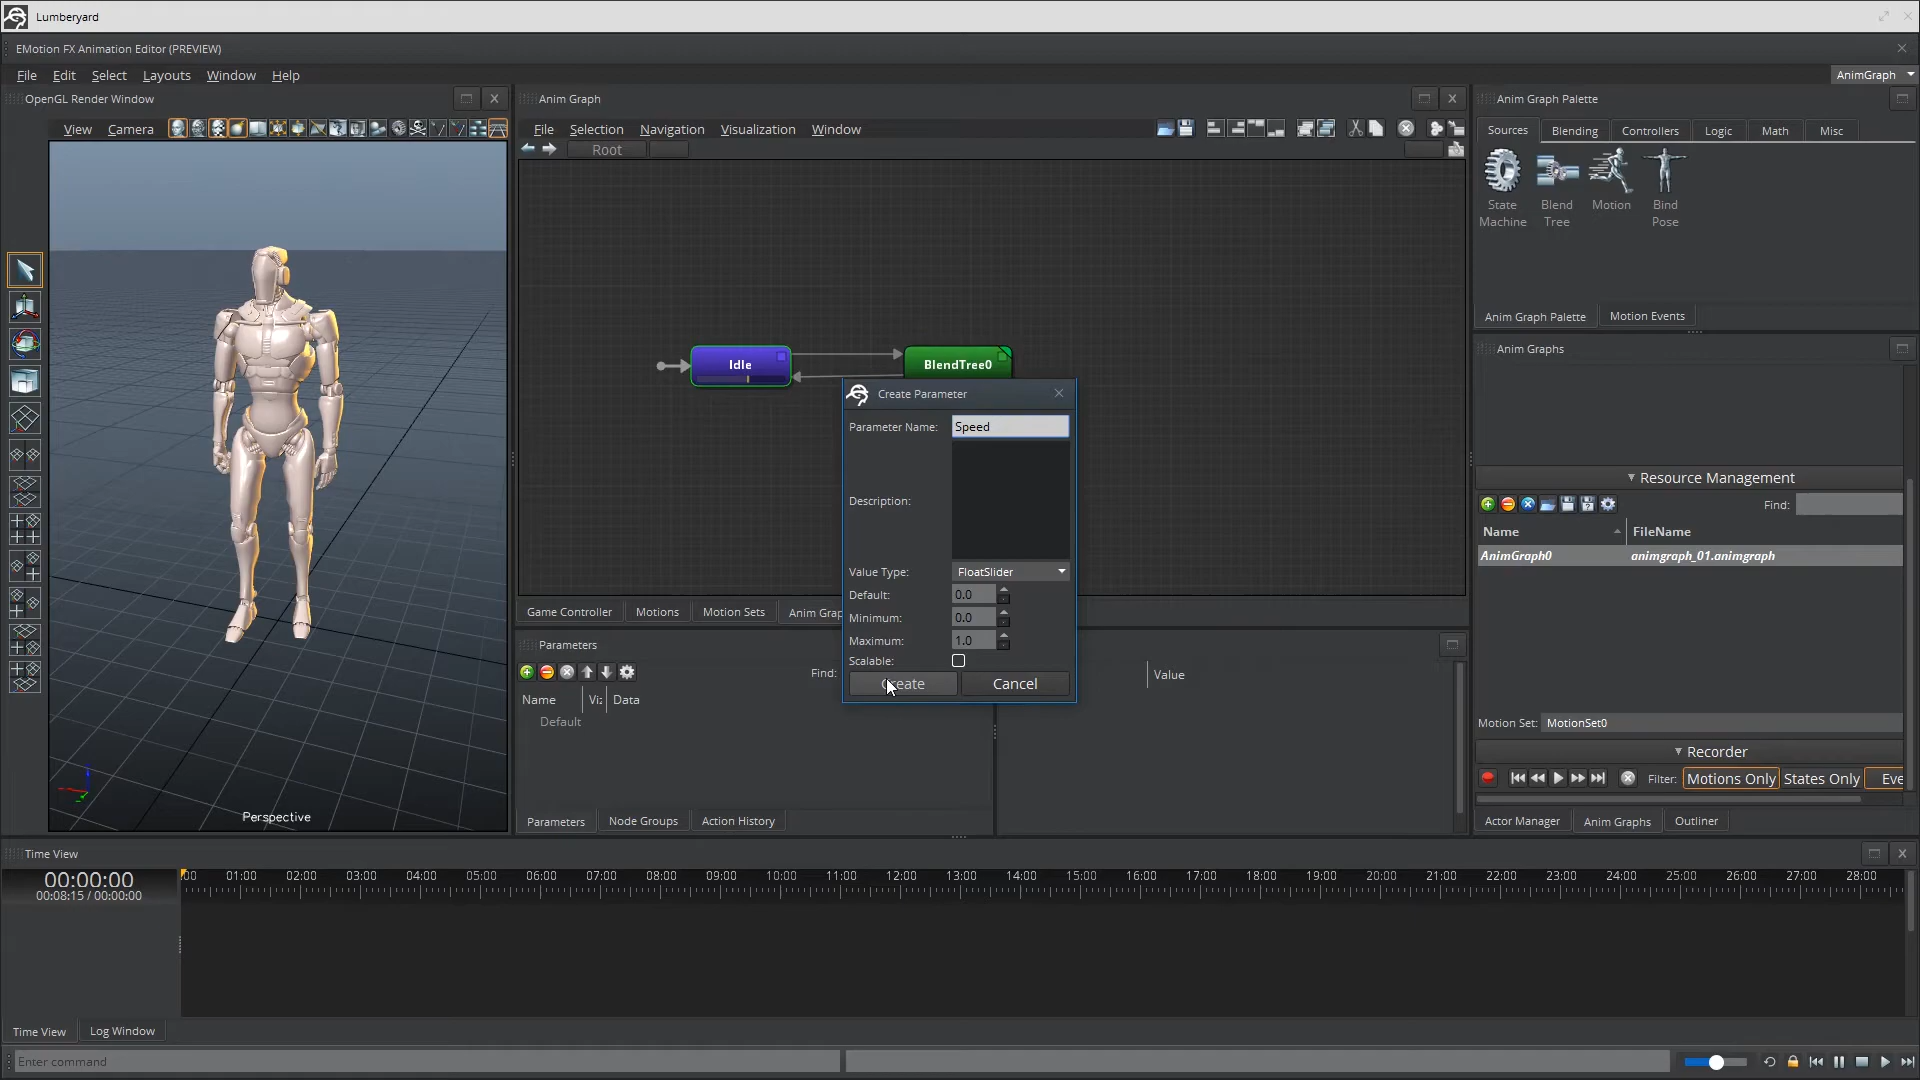 Lumberyard
EMotion FX Animation Editor (PREVIEW)
File Edit Select Layouts Window Help
AnimGraph
OpenGL Render Window
View Camera
Perspective
Anim Graph
File Selection Navigation Visualization Window
Root
Idle
BlendTree0
Create Parameter
Parameter Name: Speed
Description:
Value Type: FloatSlider
Default: 0.0
Minimum: 0.0
Maximum: 1.0
Scalable:
Create Cancel
Game Controller Motions Motion Sets Anim Grap
Parameters
Find:
Name Vi: Data
Default
Parameters Node Groups Action History
Value
Anim Graph Palette
Sources Blending Controllers Logic Math Misc
State Machine
Blend Tree
Motion
Bind Pose
Anim Graph Palette Motion Events
Anim Graphs
Resource Management
Find:
Name FileName
AnimGraph0 animgraph_01.animgraph
Motion Set: MotionSet0
Recorder
Filter: Motions Only States Only Eve
Actor Manager Anim Graphs Outliner
Time View
00:00:00
00:08:15 / 00:00:00
:00 01:00 02:00 03:00 04:00 05:00 06:00 07:00 08:00 09:00 10:00 11:00 12:00 13:00 14:00 15:00 16:00 17:00 18:00 19:00 20:00 21:00 22:00 23:00 24:00 25:00 26:00 27:00 28:00
Time View Log Window
Enter command